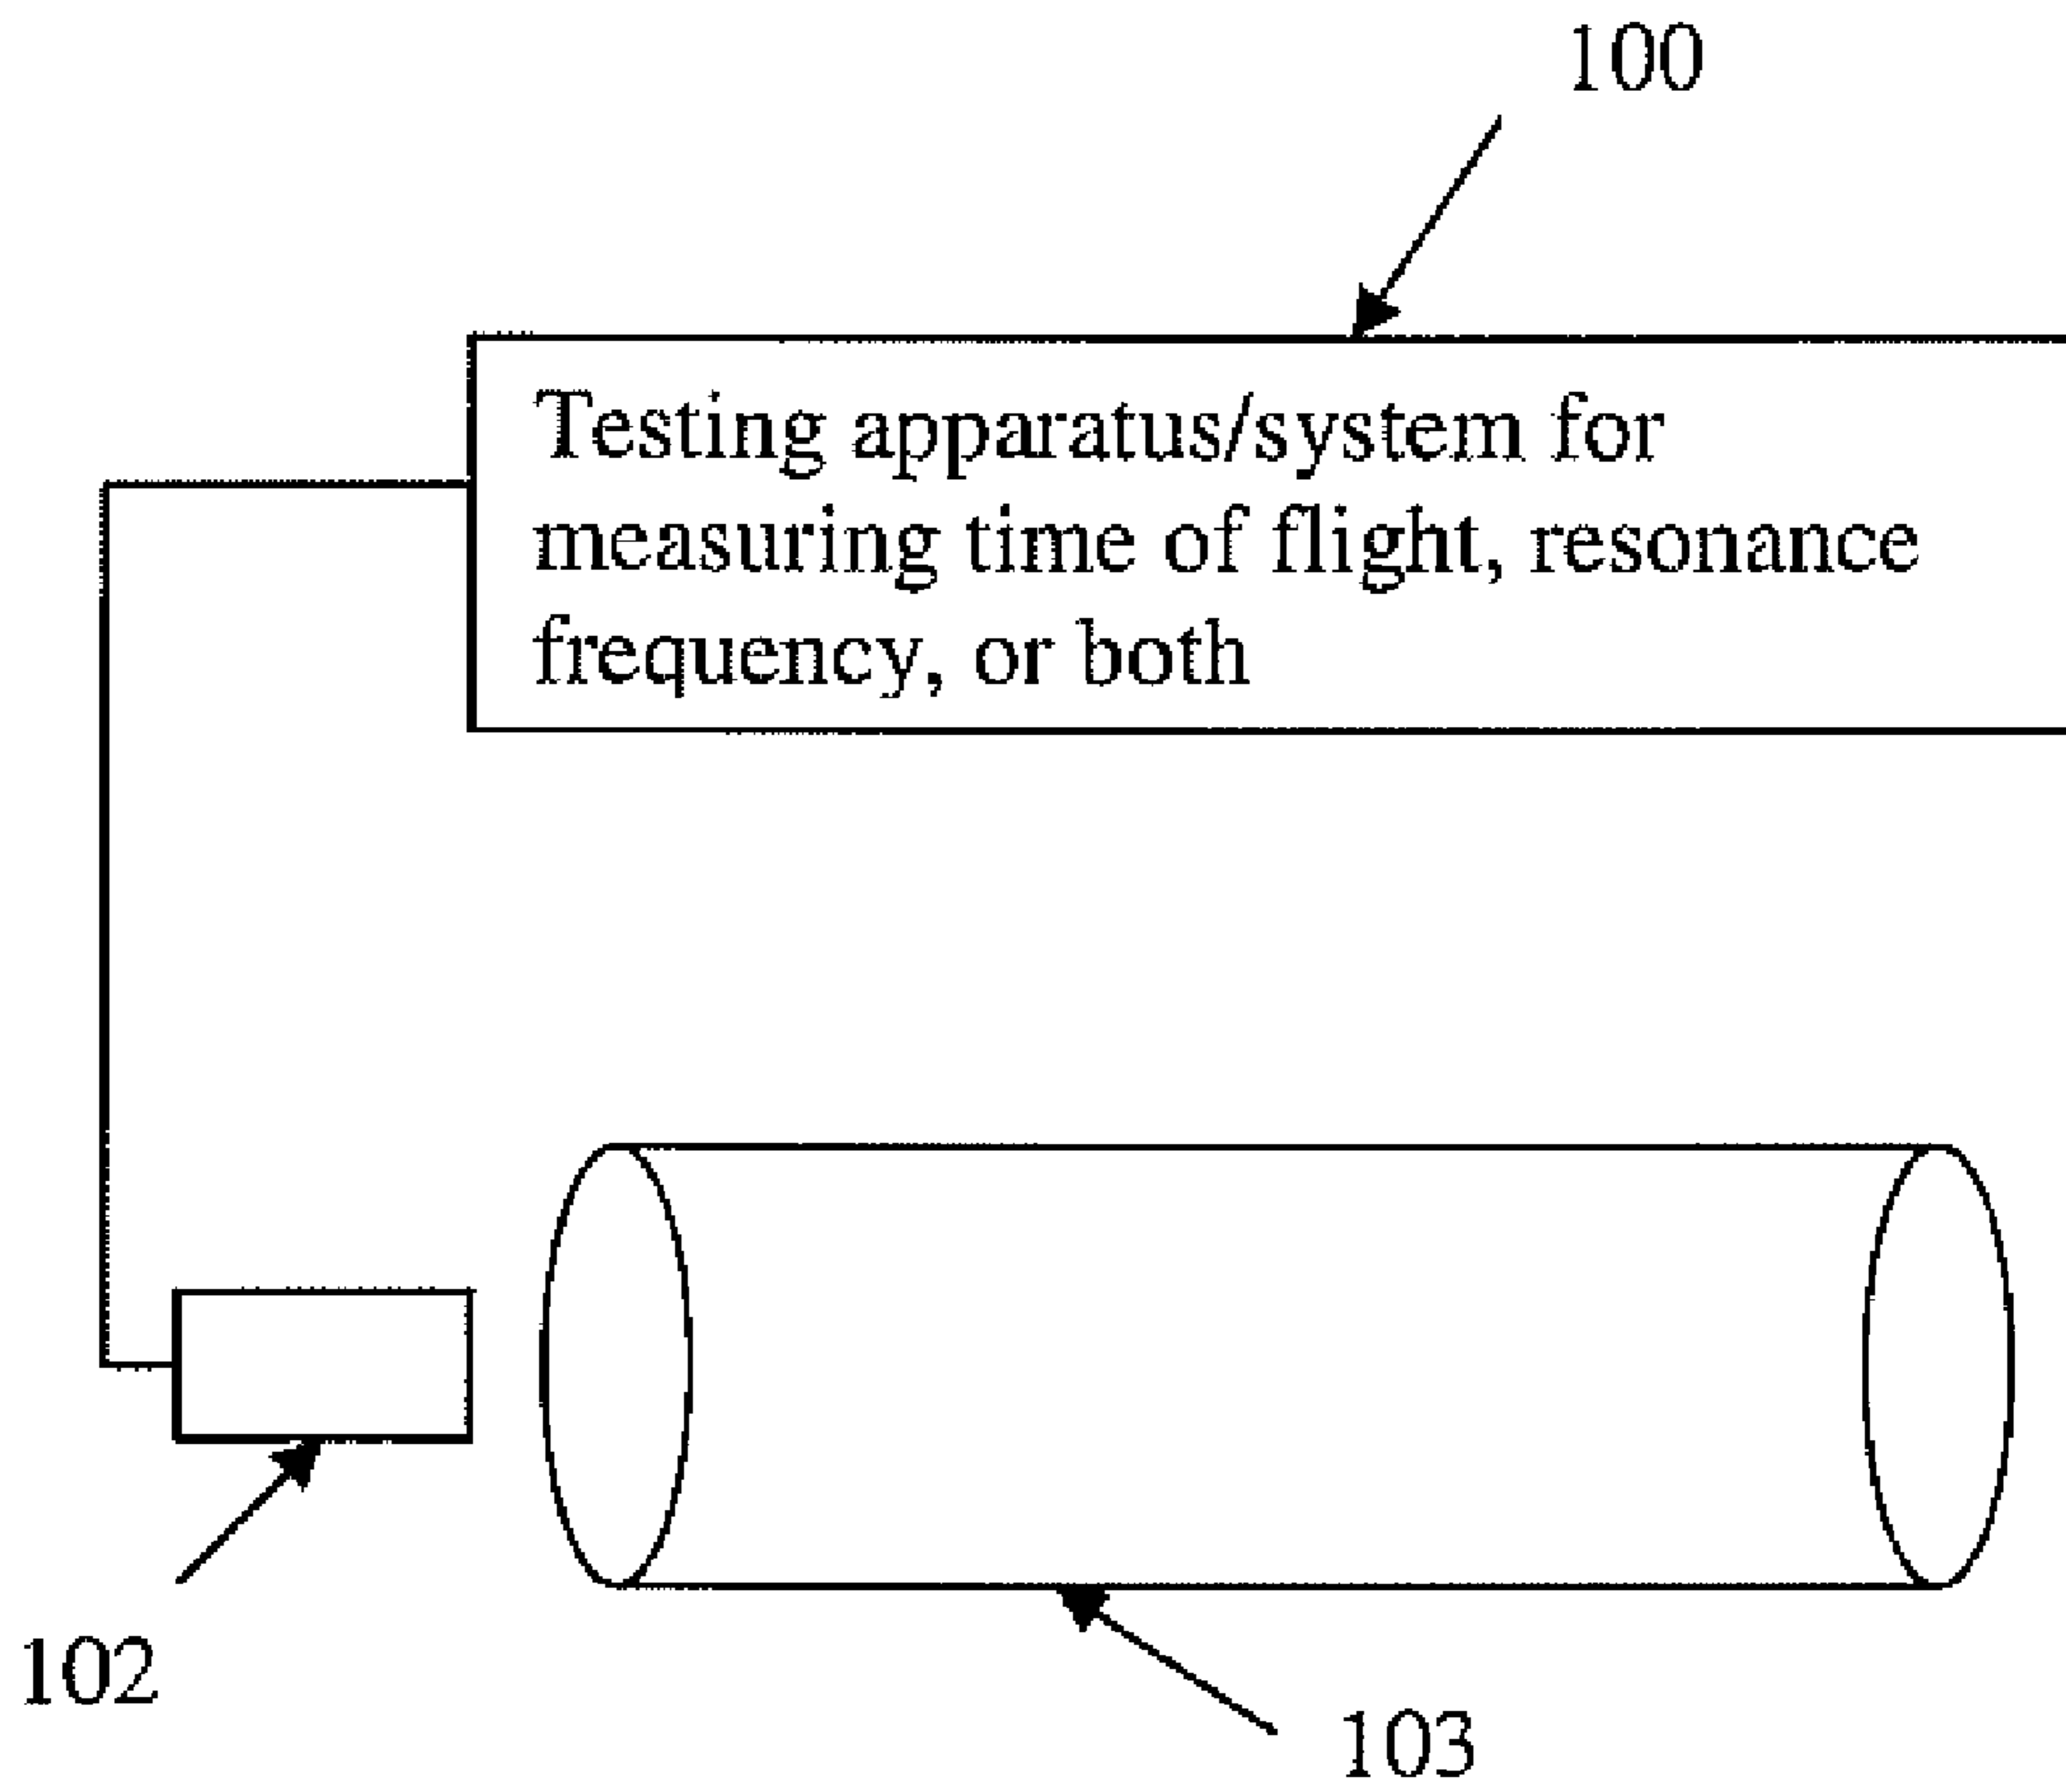 100
Testing apparatus/system for
measuring time of flight, resonance
frequency, or both
102
103